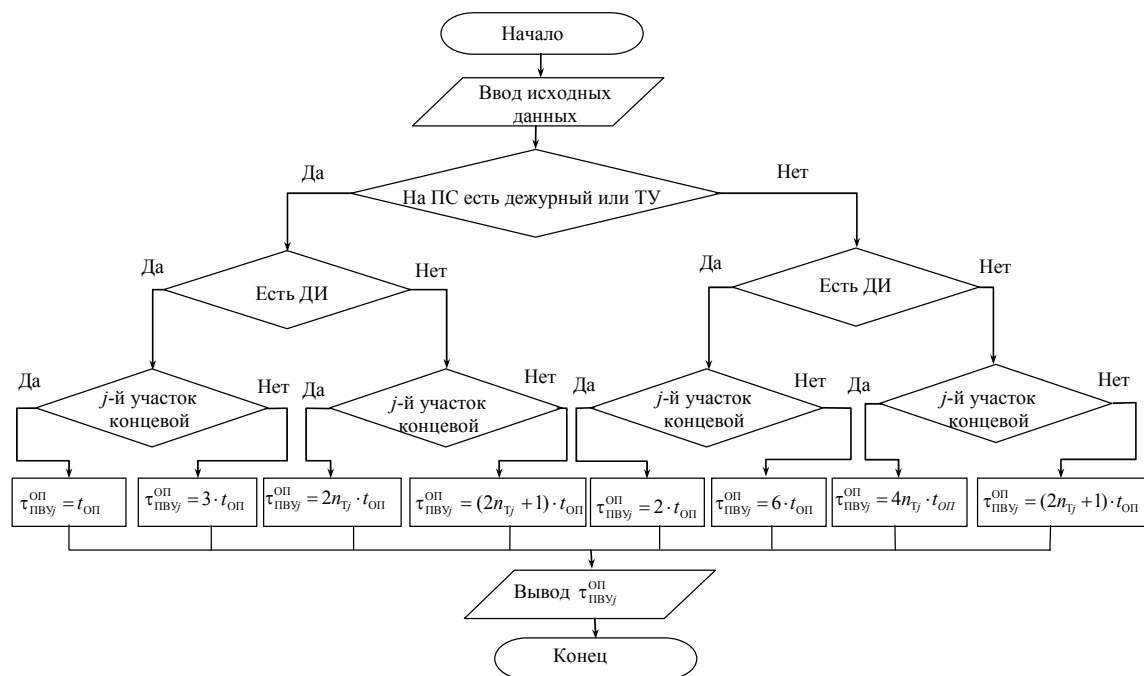 Начало
Ввод исходных
данных
Да
Нет
На ПС есть дежурный или ТУ
Да
Нет
Да
Нет
Есть ДИ
Есть ДИ
Да
Нет
Да
Нет
Да
Нет
Да
Нет
j-й участок
концевой
j-й участок
концевой
j-й участок
концевой
j-й участок
концевой
τ^ОП_ПВУj = t_ОП
τ^ОП_ПВУj = 3 · t_ОП
τ^ОП_ПВУj = 2n_Тj · t_ОП
τ^ОП_ПВУj = (2n_Тj + 1) · t_ОП
τ^ОП_ПВУj = 2 · t_ОП
τ^ОП_ПВУj = 6 · t_ОП
τ^ОП_ПВУj = 4n_Тj · t_ОП
τ^ОП_ПВУj = (2n_Тj + 1) · t_ОП
Вывод τ^ОП_ПВУj
Конец